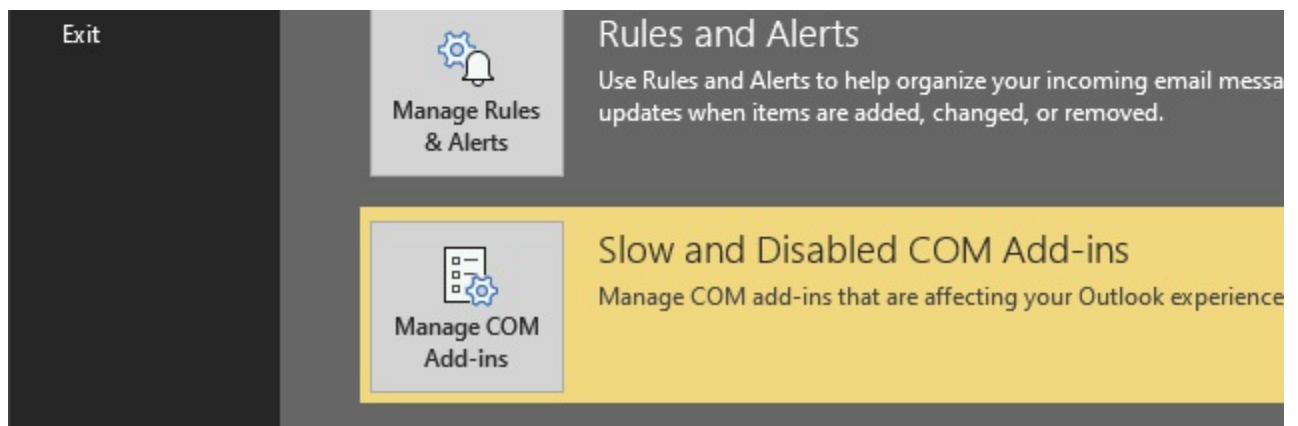 Exit
Manage Rules
& Alerts
Rules and Alerts
Use Rules and Alerts to help organize your incoming email messa
updates when items are added, changed, or removed.
Manage COM
Add-ins
Slow and Disabled COM Add-ins
Manage COM add-ins that are affecting your Outlook experience